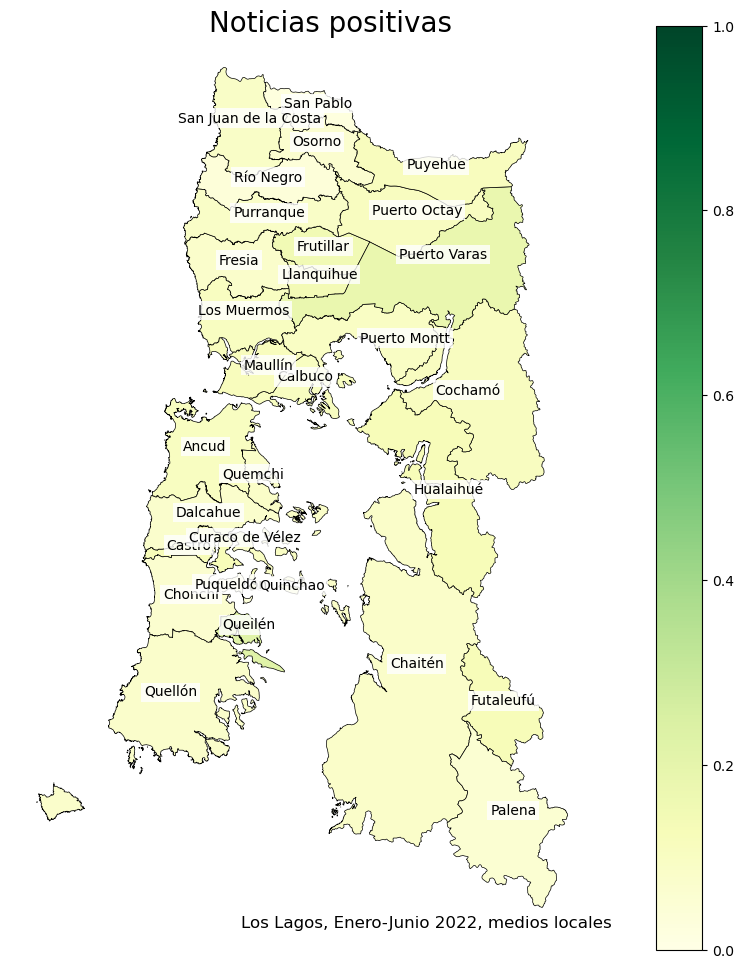 Noticias positivas
1.0
San Pablo
San Juan de la Costa
Osorno
Puyehue
Río Negro
Purranque
Puerto Octay
0.8
Frutillar
Puerto Varas
Fresia
Llanquihue
Los Muermos
Puerto Montt
Maullín
Calbuco
Cochamó
0.6
Ancud
Quemchi
Hualaihué
Dalcahue
Curaco de Vélez
Castro
0.4
Puqueldó
Quinchao
Chonchi
Queilén
Chaitén
Quellón
Futaleufú
0.2
Palena
Los Lagos, Enero-Junio 2022, medios locales
0.0